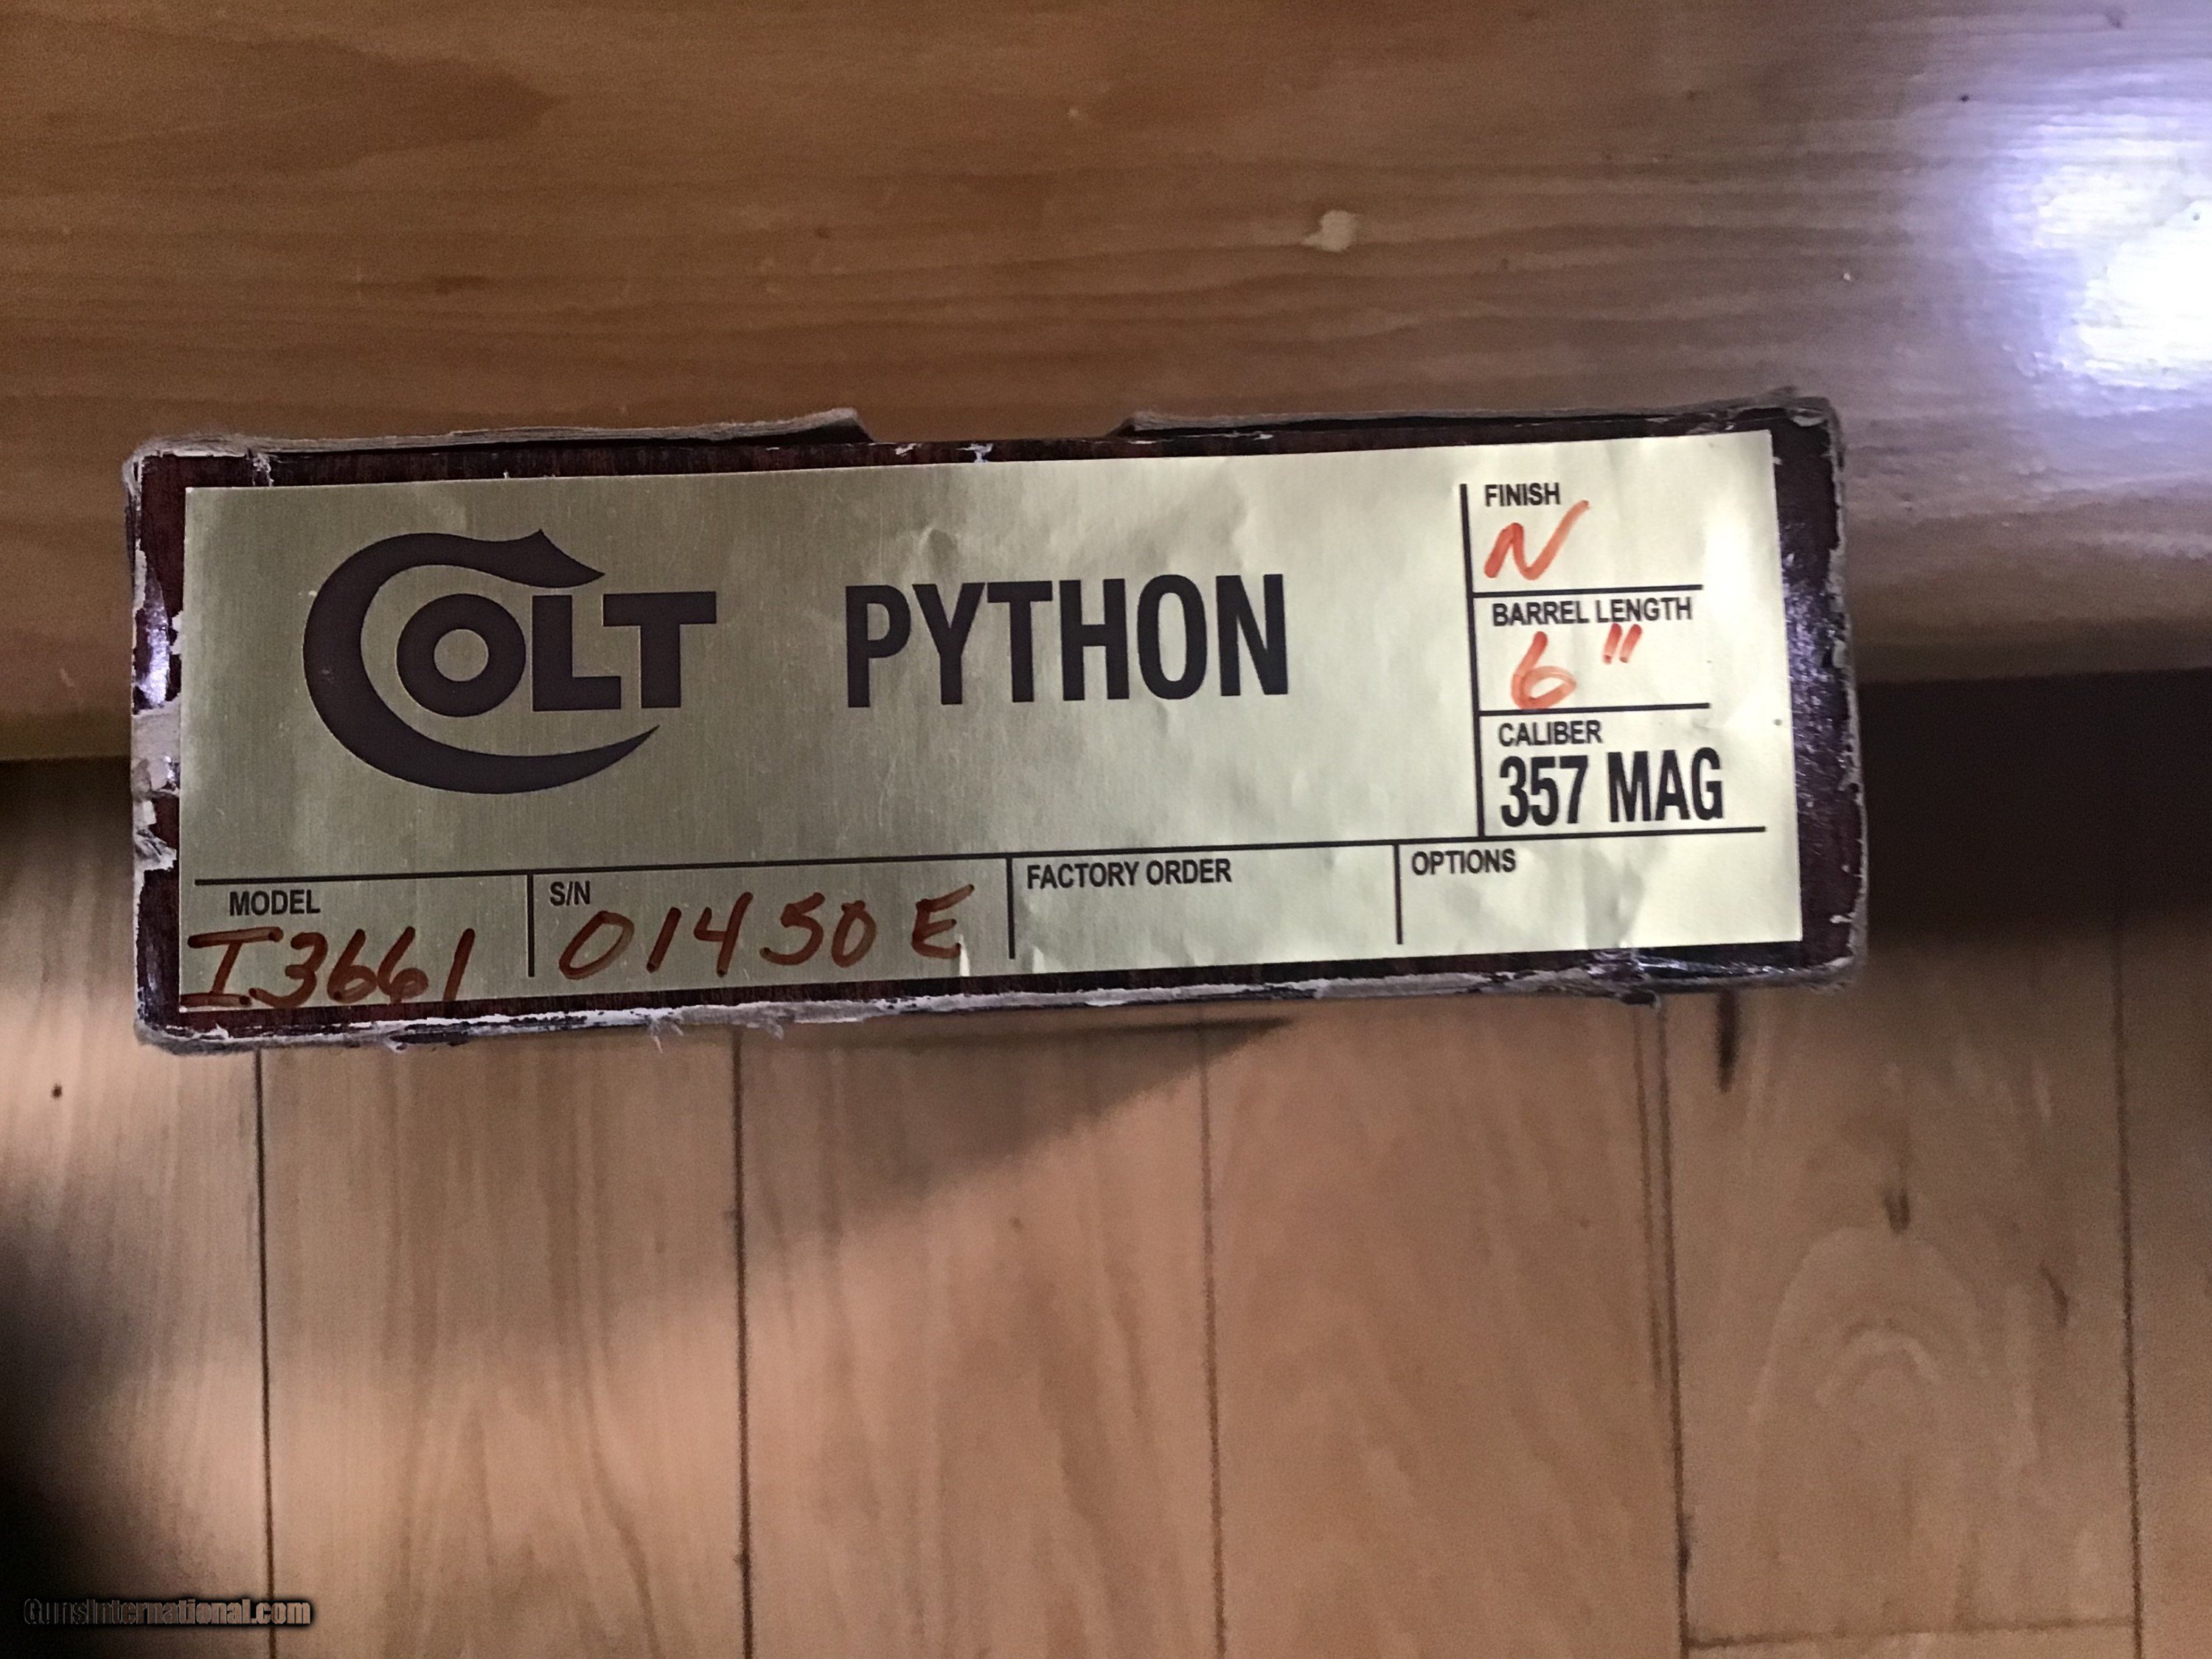 COLT PYTHON
FINISH
N
BARREL LENGTH
6"
CALIBER
357 MAG
MODEL
I3661
S/N
01450E
FACTORY ORDER
OPTIONS
GunsInternational.com